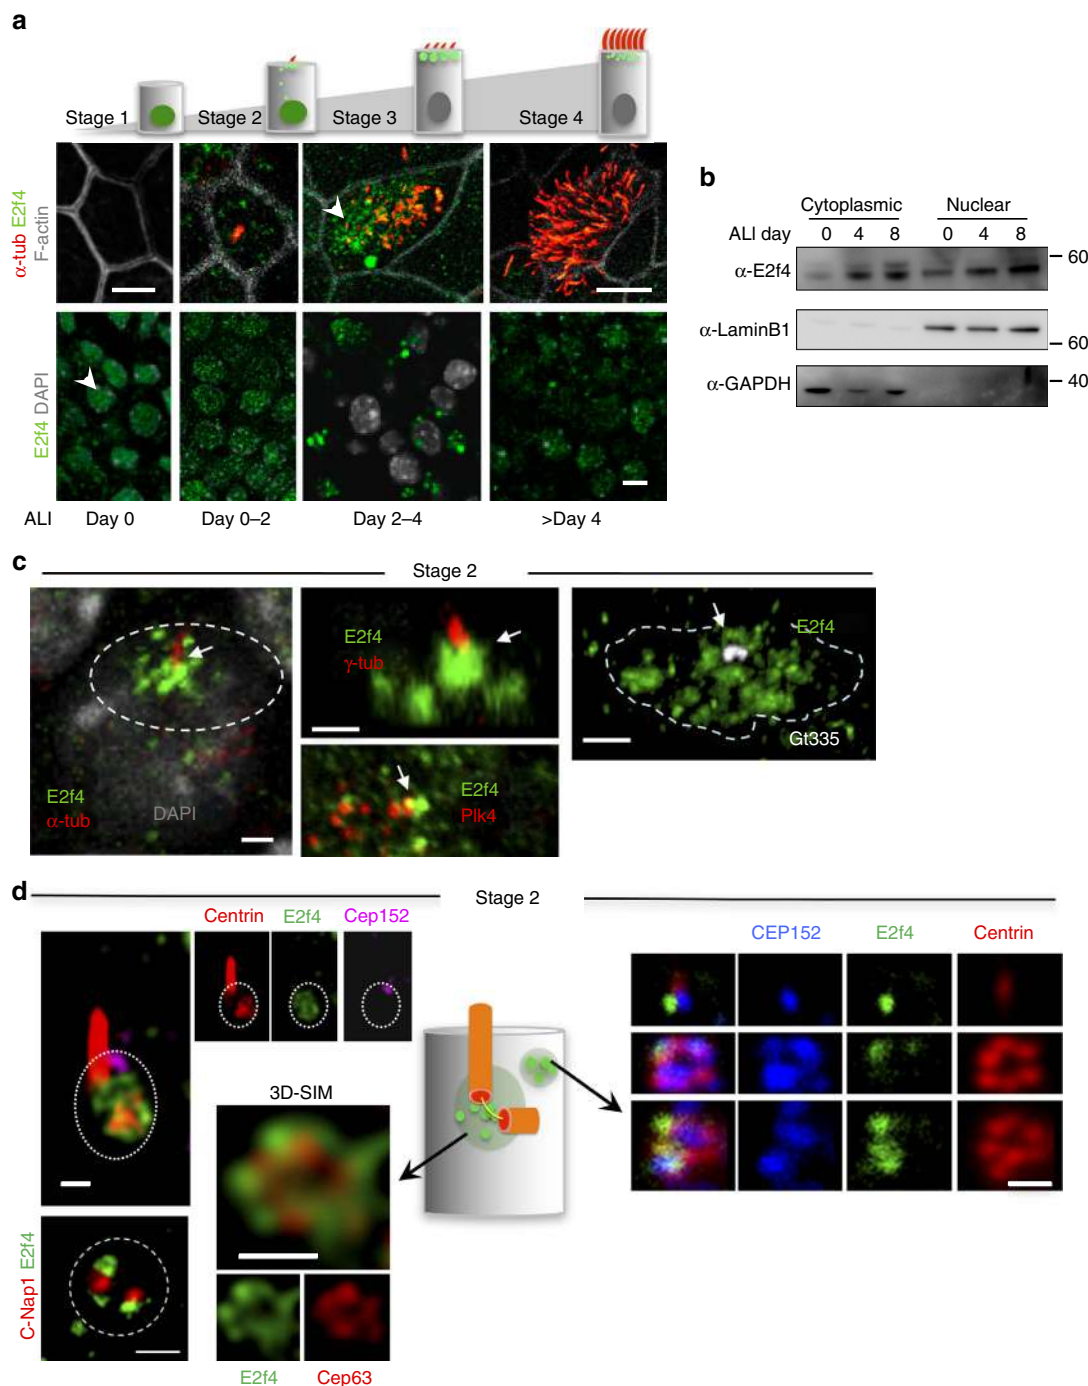 a
Stage 1
Stage 2
Stage 3
Stage 4
α-tub E2f4
F-actin
E2f4 DAPI
ALI
Day 0
Day 0–2
Day 2–4
>Day 4
b
Cytoplasmic
Nuclear
ALI day
0
4
8
0
4
8
α-E2f4
60
α-LaminB1
60
α-GAPDH
40
c
Stage 2
E2f4
α-tub
DAPI
E2f4
γ-tub
E2f4
Plk4
E2f4
Gt335
d
Stage 2
Centrin
E2f4
Cep152
C-Nap1 E2f4
3D-SIM
E2f4
Cep63
CEP152
E2f4
Centrin